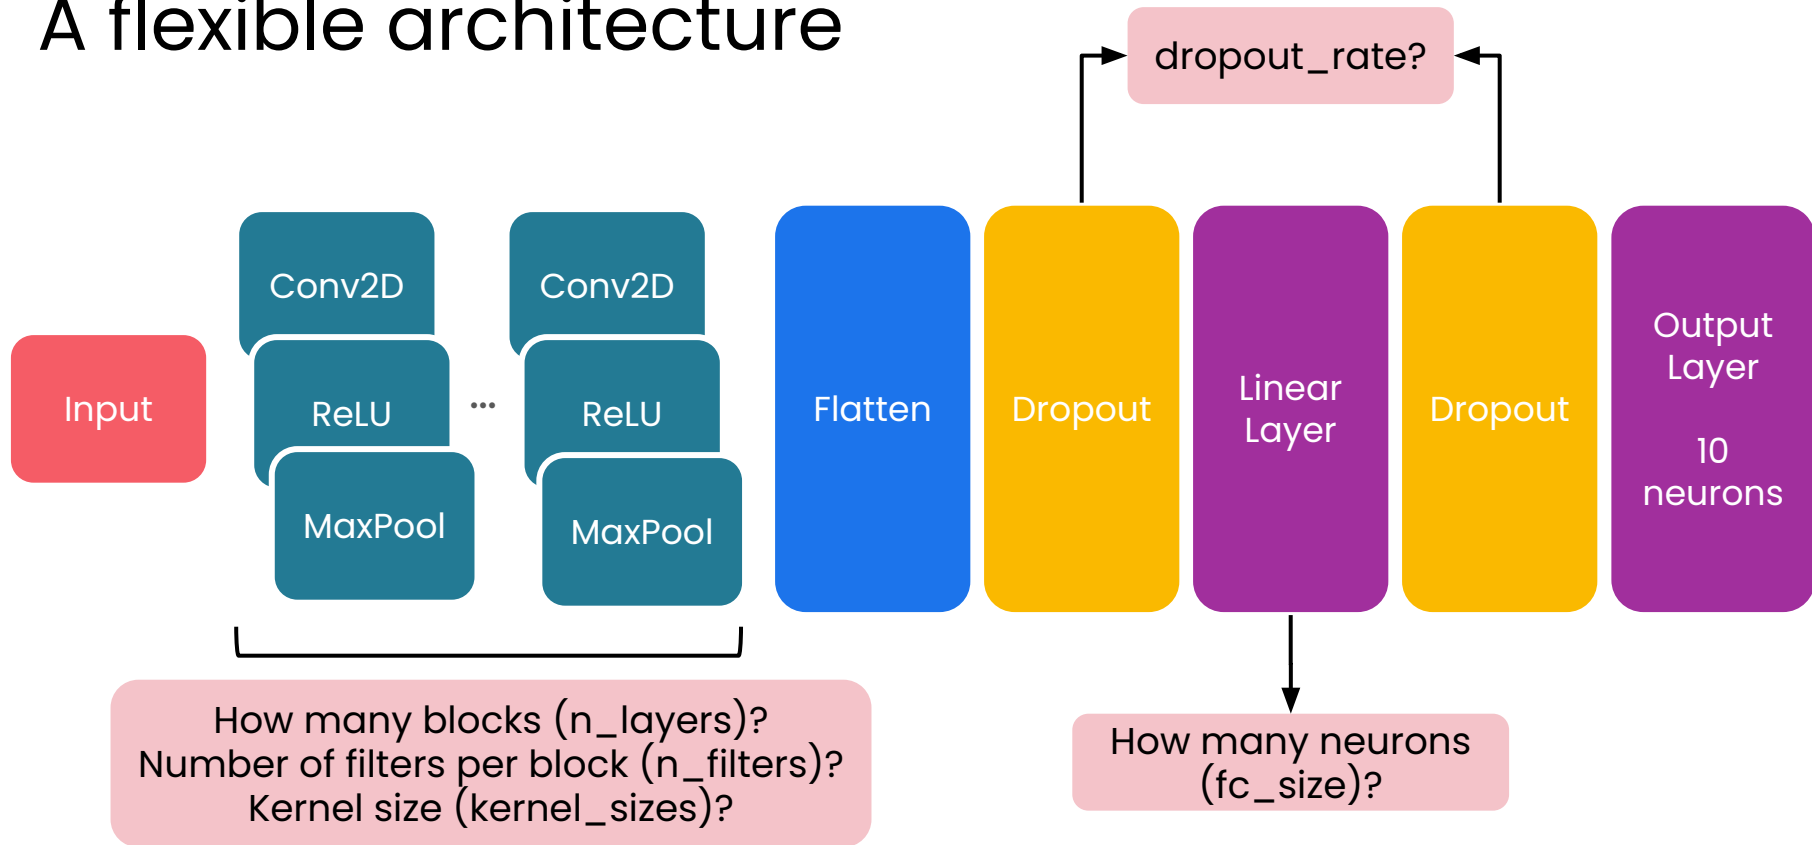 A flexible architecture
dropout_rate?
Input
Conv2D
ReLU
MaxPool
...
Conv2D
ReLU
MaxPool
Flatten
Dropout
Linear
Layer
Dropout
Output
Layer
10
neurons
How many blocks (n_layers)?
Number of filters per block (n_filters)?
Kernel size (kernel_sizes)?
How many neurons
(fc_size)?